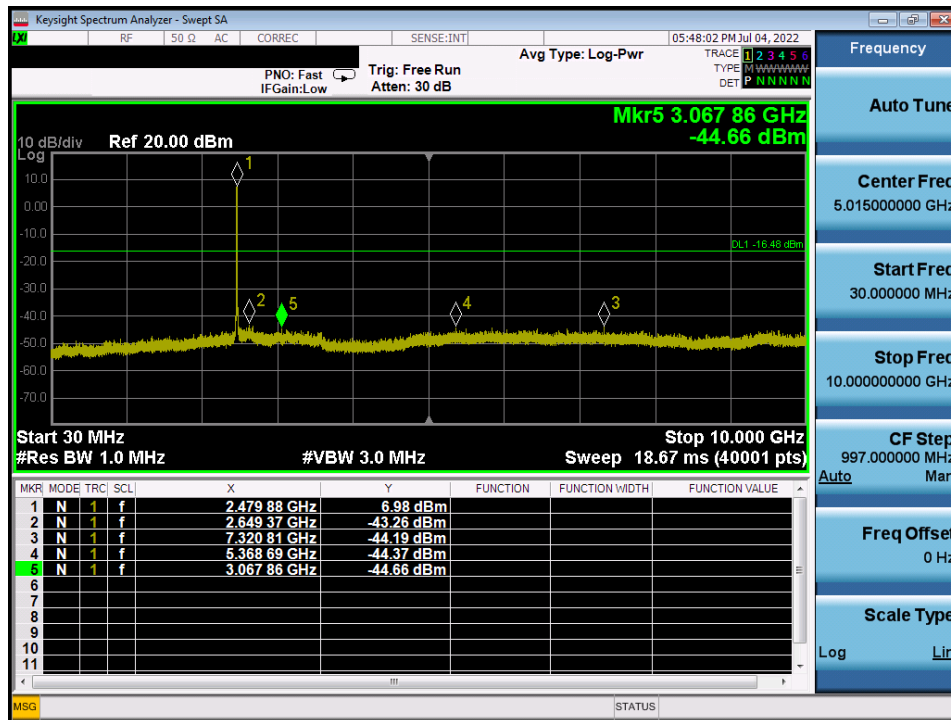 Keysight Spectrum Analyzer - Swept SA
LXI RF 50 Ω AC CORREC SENSE:INT 05:48:02 PM Jul 04, 2022
Frequency
PNO: Fast
IFGain:Low
Trig: Free Run
Atten: 30 dB
Avg Type: Log-Pwr
TRACE 1 2 3 4 5 6
TYPE M WWWWW
DET P N N N N N
Auto Tune
Mkr5 3.067 86 GHz
-44.66 dBm
10 dB/div
Log
Ref 20.00 dBm
10.0
0.00
-10.0
-20.0
-30.0
-40.0
-50.0
-60.0
-70.0
1
2
5
4
3
DL1 -16.48 dBm
Start 30 MHz
Stop 10.000 GHz
#Res BW 1.0 MHz
#VBW 3.0 MHz
Sweep 18.67 ms (40001 pts)
Center Freq
5.015000000 GHz
Start Freq
30.000000 MHz
Stop Freq
10.000000000 GHz
CF Step
997.000000 MHz
Auto Man
Freq Offset
0 Hz
Scale Type
Log Lin
MKR MODE TRC SCL X Y FUNCTION FUNCTION WIDTH FUNCTION VALUE
1 N 1 f 2.479 88 GHz 6.98 dBm
2 N 1 f 2.649 37 GHz -43.26 dBm
3 N 1 f 7.320 81 GHz -44.19 dBm
4 N 1 f 5.368 69 GHz -44.37 dBm
5 N 1 f 3.067 86 GHz -44.66 dBm
6
7
8
9
10
11
MSG
STATUS